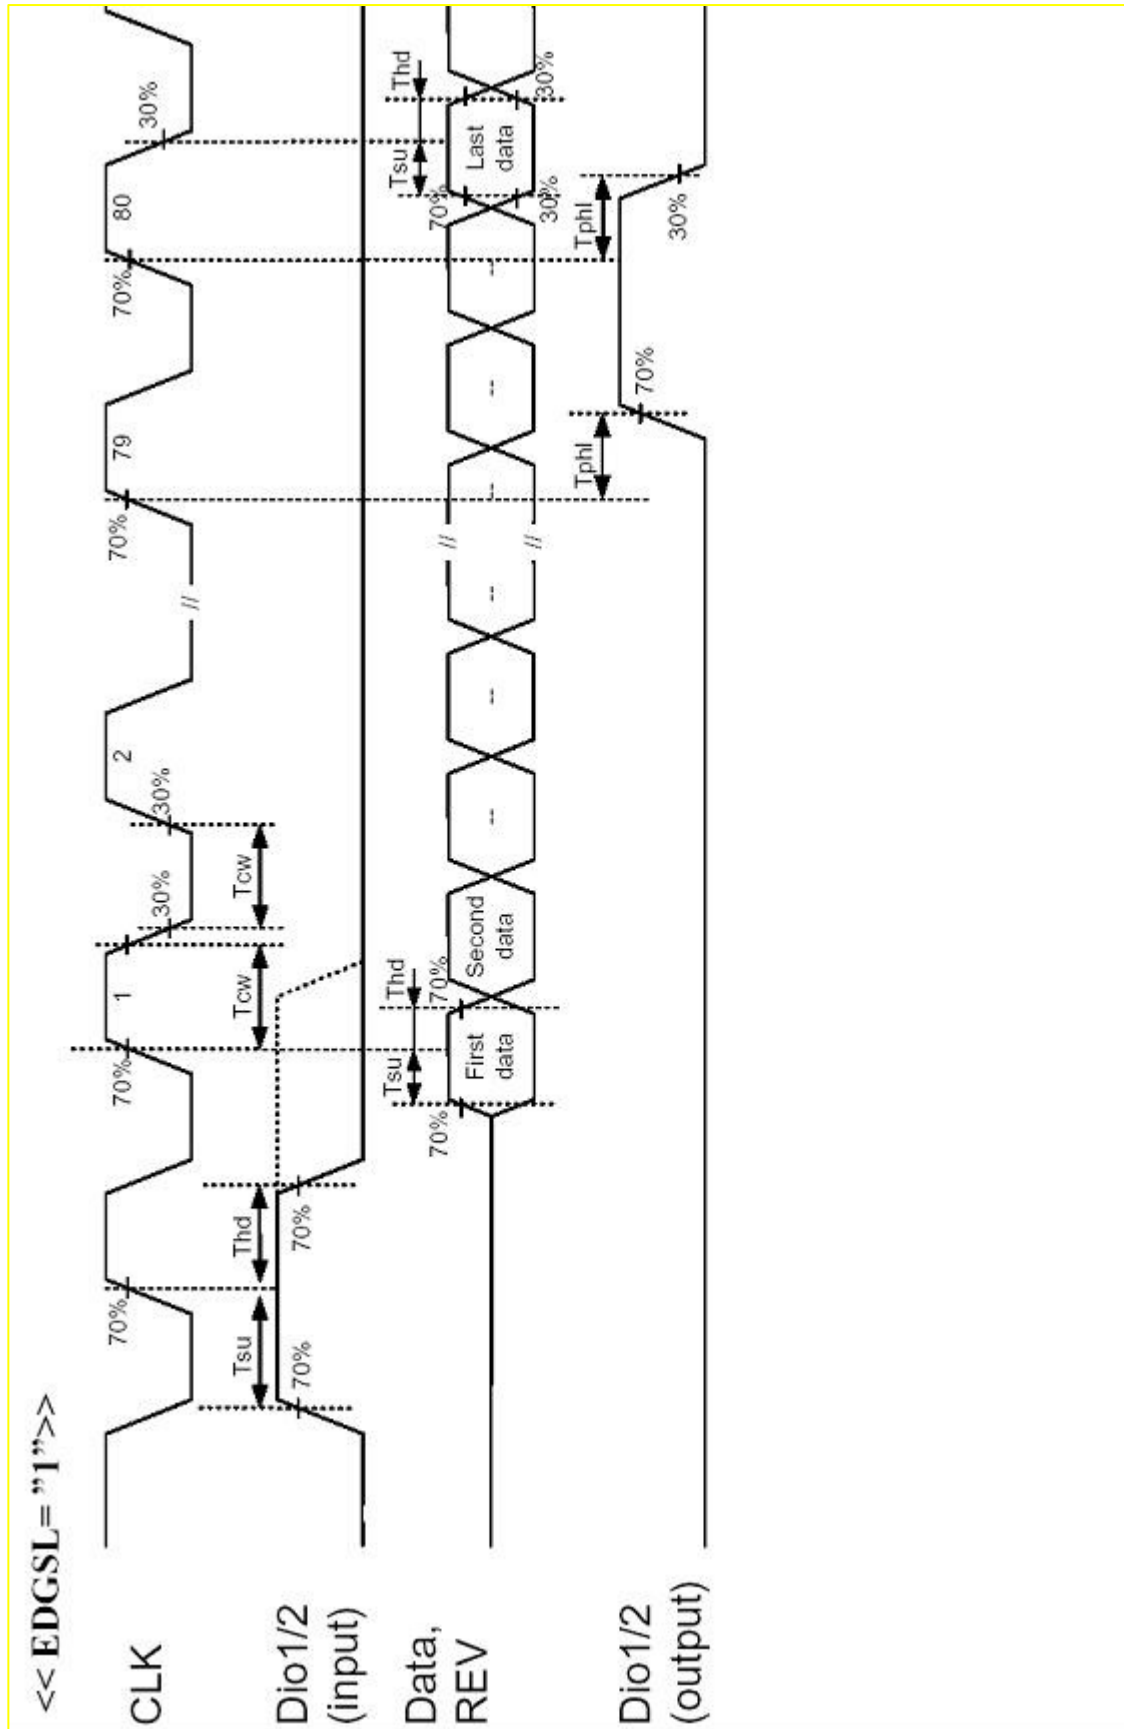 << EDGSL= ”1”>>
CLK
70%
70%
1
30%
30%
2
//
70%
79
70%
80
30%
Tsu
Thd
Tcw
Tcw
Dio1/2
(input)
70%
70%
Data,
REV
Tsu
Thd
Tsu
Thd
70%
70%
70%
First
data
Second
data
--
--
--
--
--
--
Last
data
//
//
30%
30%
Dio1/2
(output)
Tphl
Tphl
70%
30%